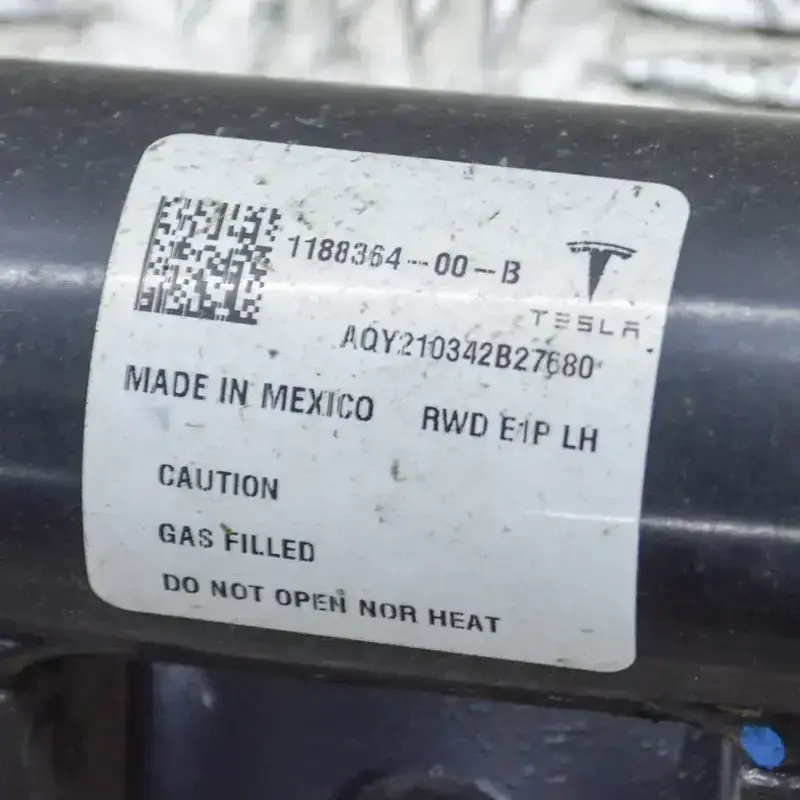 1188364-00-B
TESLA
AQY210342B27680
MADE IN MEXICO RWD E1P LH
CAUTION
GAS FILLED
DO NOT OPEN NOR HEAT